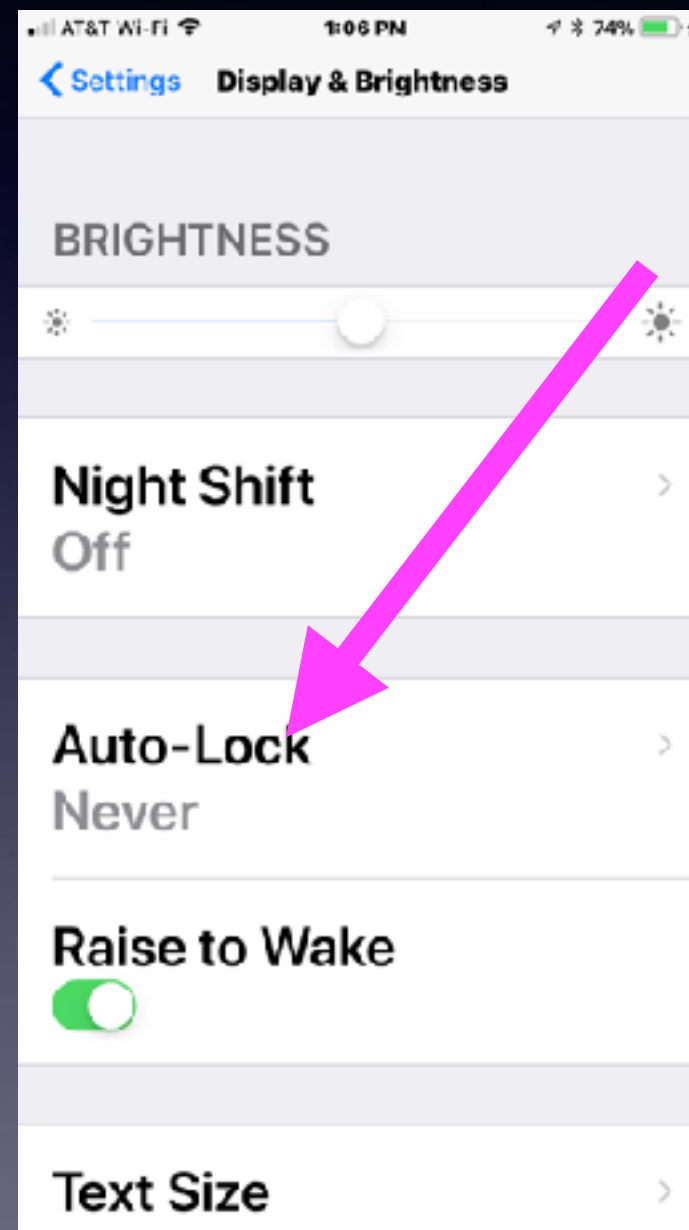 AT&T Wi-Fi 1:06 PM 74%
Settings Display & Brightness
BRIGHTNESS
Night Shift
Off
Auto-Lock
Never
Raise to Wake
Text Size